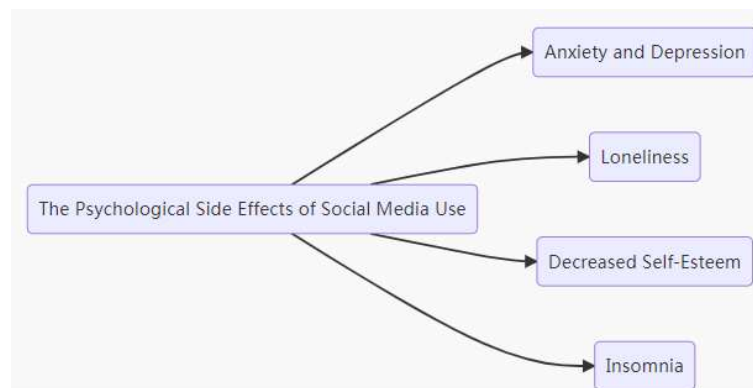 Anxiety and Depression
Loneliness
The Psychological Side Effects of Social Media Use
Decreased Self-Esteem
Insomnia